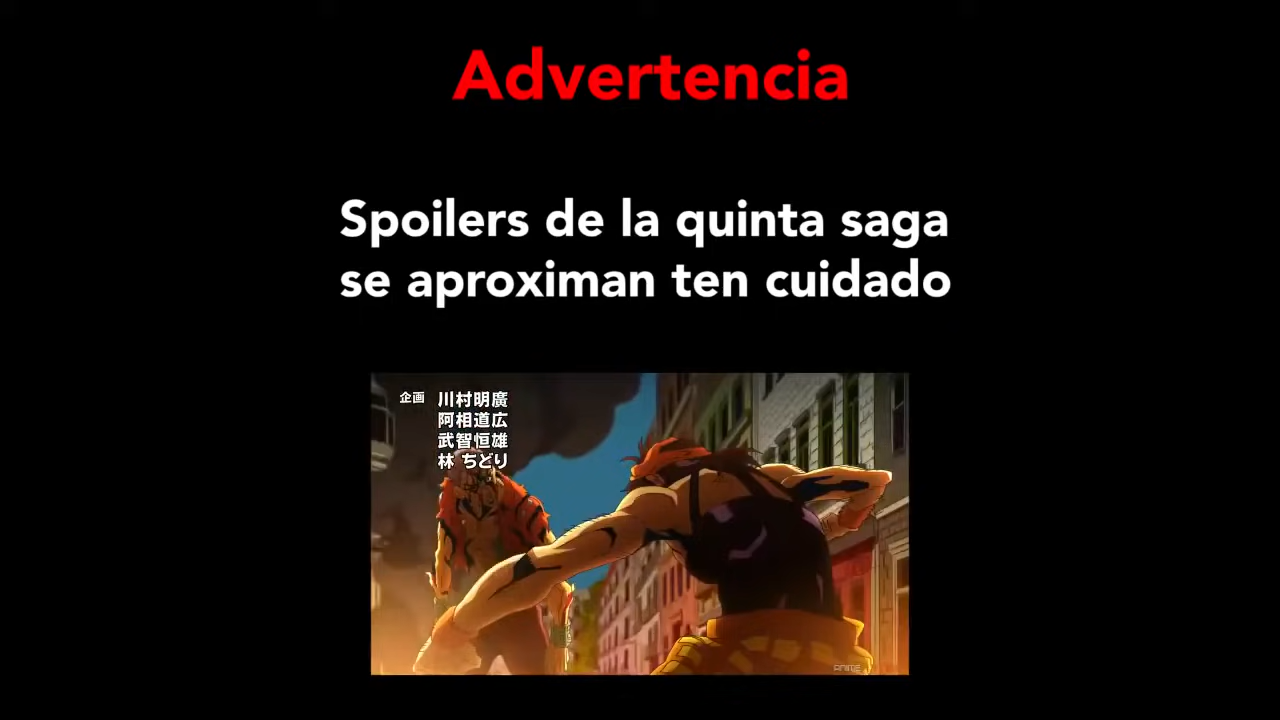 Advertencia
Spoilers de la quinta saga
se aproximan ten cuidado
企画 川村明廣
阿相道広
武智恒雄
林 ちどり